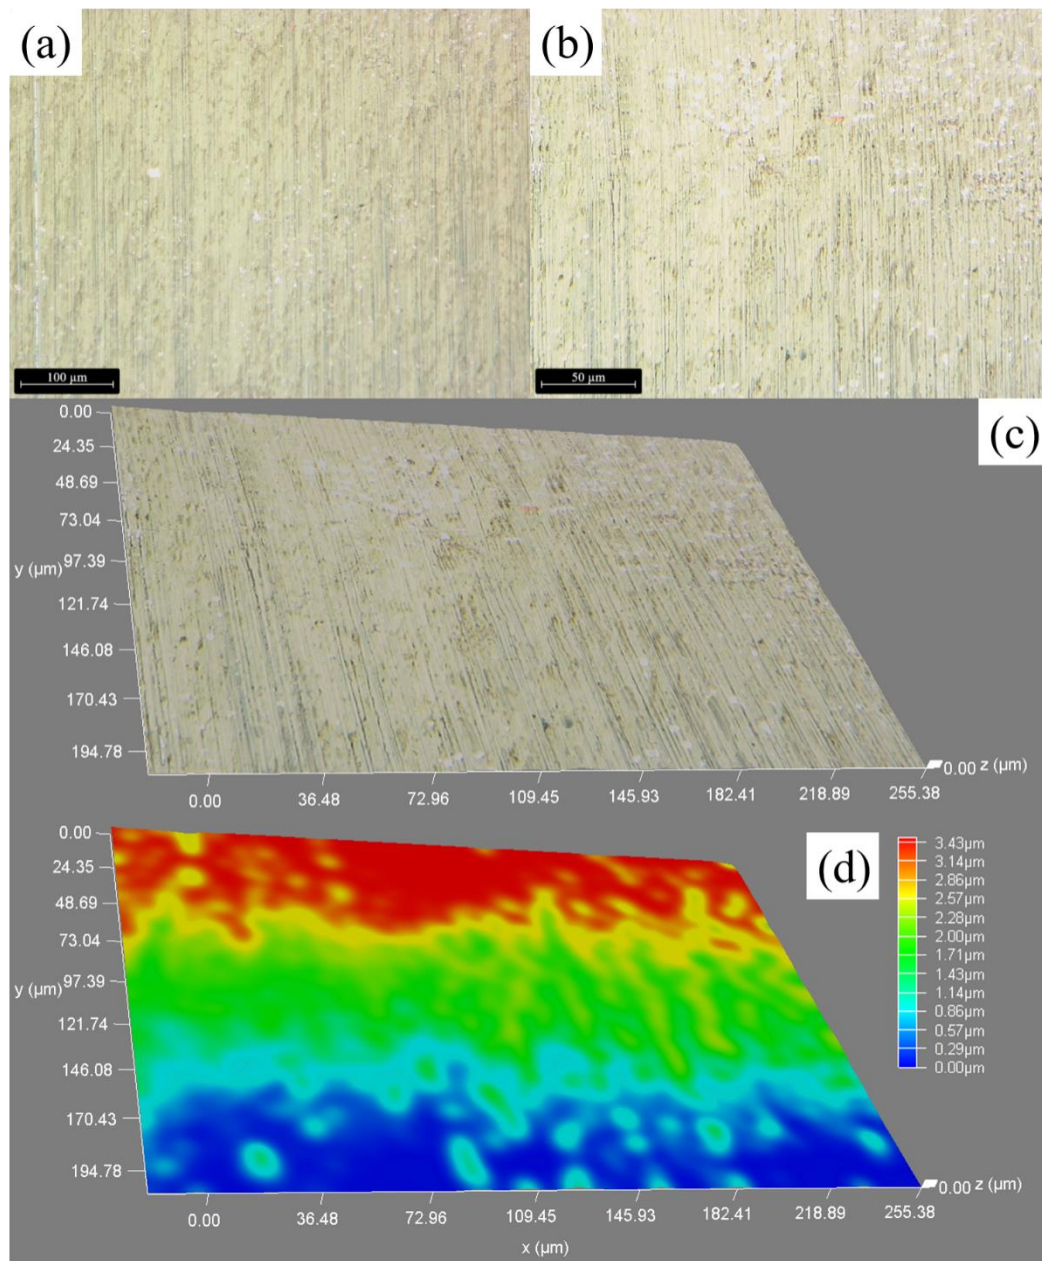 (a)
(b)
100 µm
50 µm
(c)
0.00
24.35
48.69
73.04
97.39
y (µm)
121.74
146.08
170.43
194.78
0.00 z (µm)
0.00
36.48
72.96
109.45
145.93
182.41
218.89
255.38
(d)
0.00
24.35
48.69
73.04
97.39
y (µm)
121.74
146.08
170.43
194.78
3.43µm
3.14µm
2.86µm
2.57µm
2.28µm
2.00µm
1.71µm
1.43µm
1.14µm
0.86µm
0.57µm
0.29µm
0.00µm
0.00 z (µm)
0.00
36.48
72.96
109.45
145.93
182.41
218.89
255.38
x (µm)